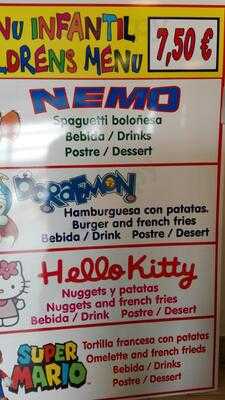 NU INFANTIL
LDRENS MENU
7,50 €
NEMO
Spaguetti boloñesa
Bebida / Drinks
Postre / Dessert
DORAEMON
Hamburguesa con patatas.
Burger and french fries
Bebida / Drink Postre / Desert
Hello Kitty
Nuggets y patatas
Nuggets and french fries
Bebida / Drink Postre / Desert
SUPER
MARIO
Tortilla francesa con patatas
Omelette and french frieds
Bebida / Drinks
Postre / Dessert